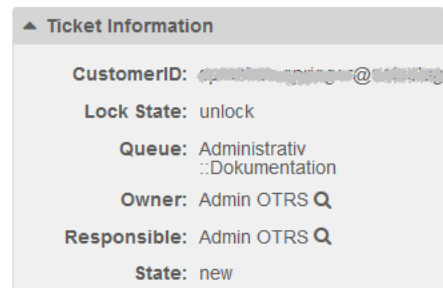 Ticket Information
CustomerID: @
Lock State: unlock
Queue: Administrativ
::Dokumentation
Owner: Admin OTRS
Responsible: Admin OTRS
State: new